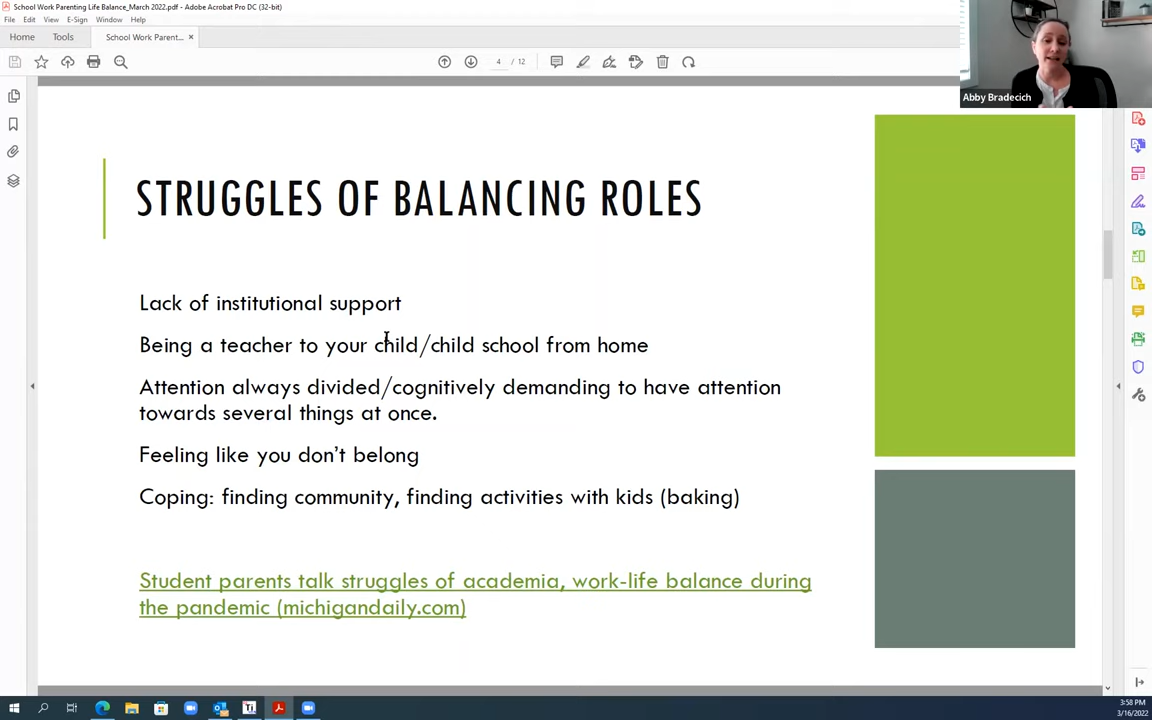 School Work Parenting Life Balance_March 2022.pdf - Adobe Acrobat Pro DC (32-bit)
File Edit View E-Sign Window Help
Home Tools School Work Parent... ×
4 / 12
Abby Bradecich
STRUGGLES OF BALANCING ROLES
Lack of institutional support
Being a teacher to your child/child school from home
Attention always divided/cognitively demanding to have attention
towards several things at once.
Feeling like you don’t belong
Coping: finding community, finding activities with kids (baking)
Student parents talk struggles of academia, work-life balance during
the pandemic (michigandaily.com)
3:58 PM
3/16/2022